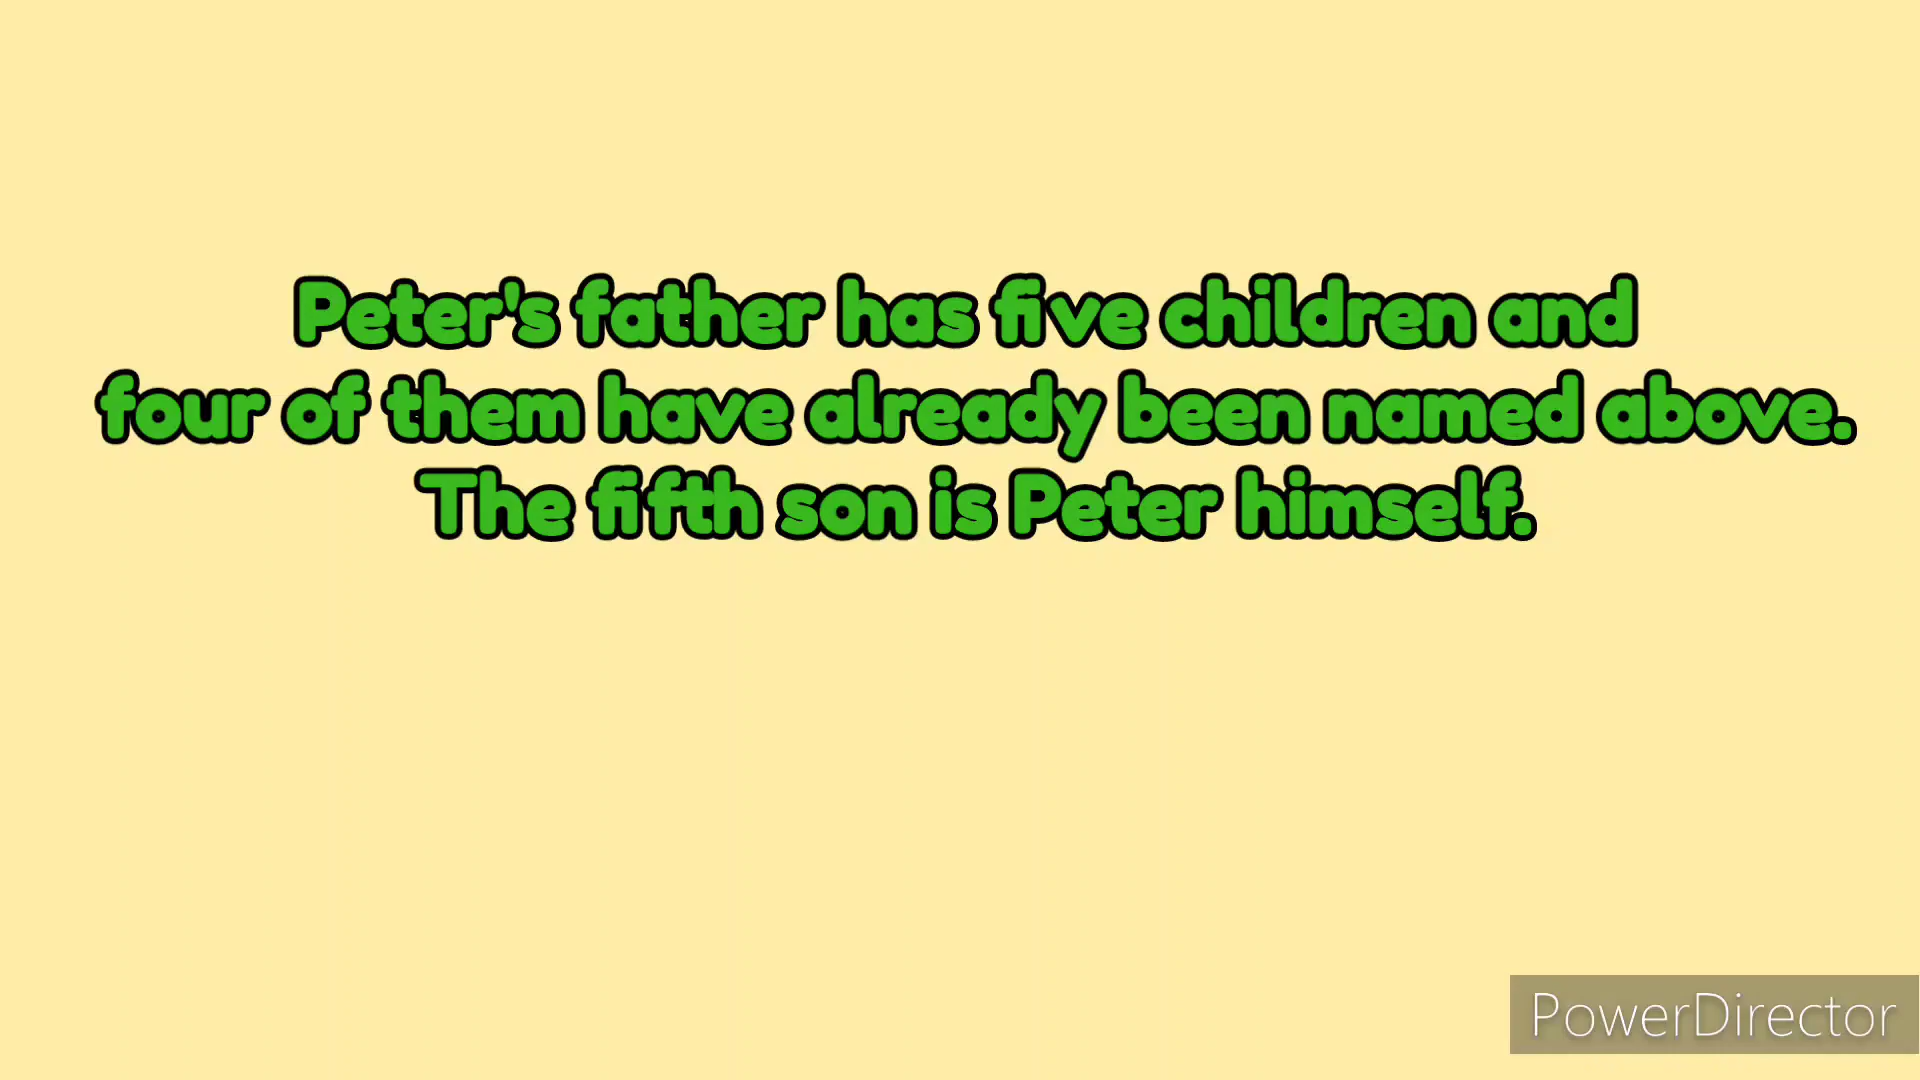 Peter's father has five children and
four of them have already been named above.
The fifth son is Peter himself.
PowerDirector